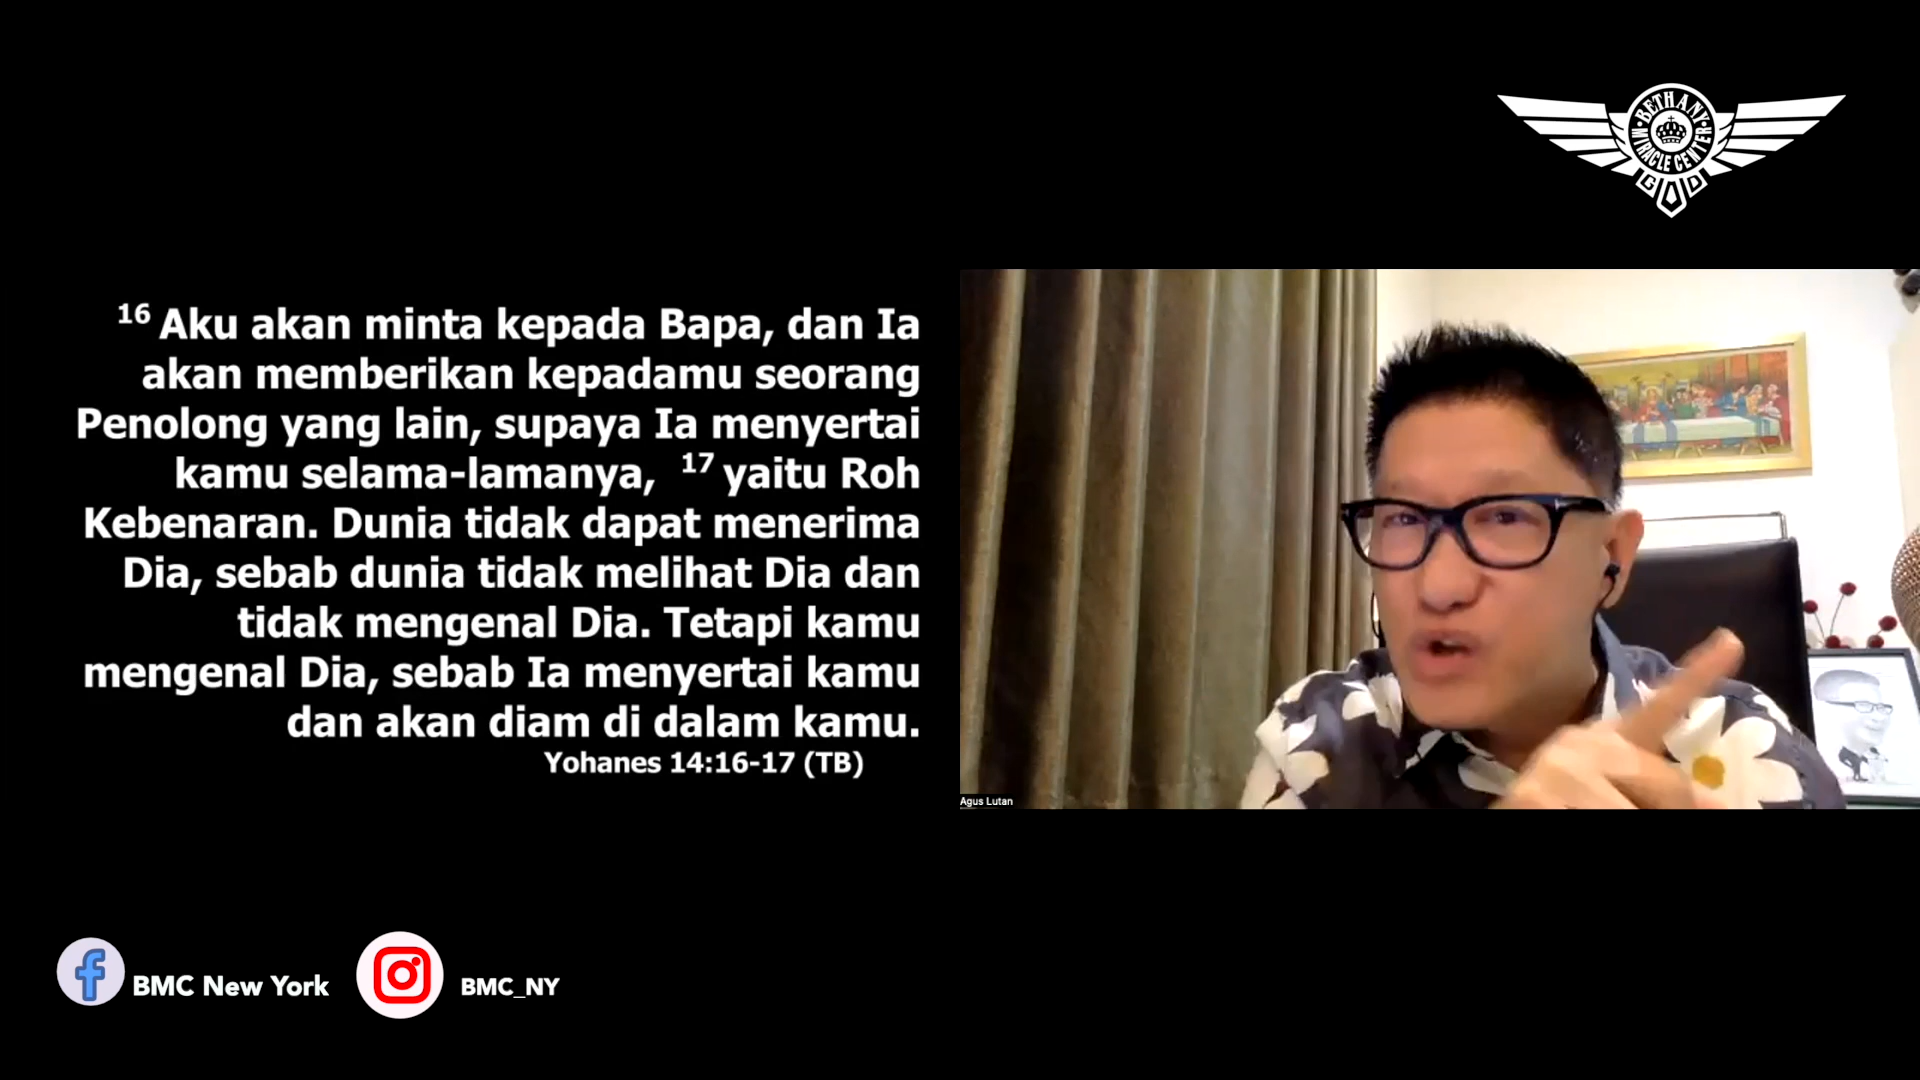 BETHANY
MIRACLE CENTER
GAD
16 Aku akan minta kepada Bapa, dan Ia
akan memberikan kepadamu seorang
Penolong yang lain, supaya Ia menyertai
kamu selama-lamanya, 17 yaitu Roh
Kebenaran. Dunia tidak dapat menerima
Dia, sebab dunia tidak melihat Dia dan
tidak mengenal Dia. Tetapi kamu
mengenal Dia, sebab Ia menyertai kamu
dan akan diam di dalam kamu.
Yohanes 14:16-17 (TB)
Agus Lutan
BMC New York
BMC_NY